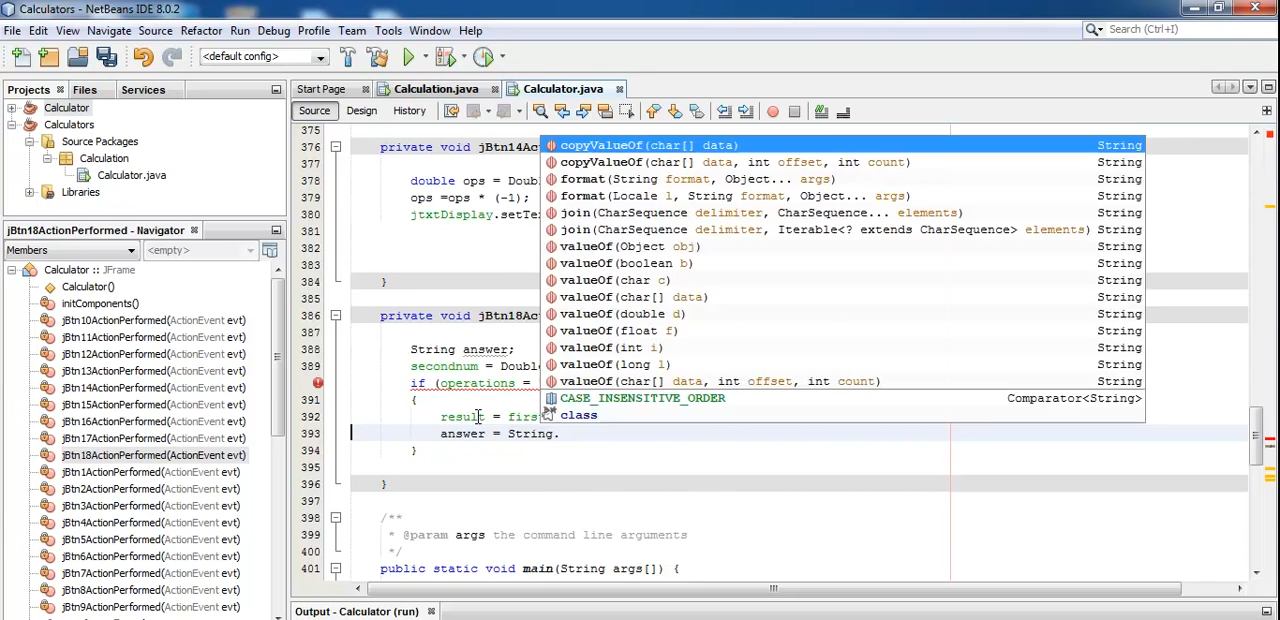 Calculators - NetBeans IDE 8.0.2
File Edit View Navigate Source Refactor Run Debug Profile Team Tools Window Help
Search (Ctrl+I)
<default config>
Projects Files Services
Start Page Calculation.java Calculator.java
Source Design History
Calculator
Calculators
Source Packages
Calculation
Calculator.java
Libraries
jBtn18ActionPerformed - Navigator
Members <empty>
Calculator :: JFrame
Calculator()
initComponents()
jBtn10ActionPerformed(ActionEvent evt)
jBtn11ActionPerformed(ActionEvent evt)
jBtn12ActionPerformed(ActionEvent evt)
jBtn13ActionPerformed(ActionEvent evt)
jBtn14ActionPerformed(ActionEvent evt)
jBtn15ActionPerformed(ActionEvent evt)
jBtn16ActionPerformed(ActionEvent evt)
jBtn17ActionPerformed(ActionEvent evt)
jBtn18ActionPerformed(ActionEvent evt)
jBtn1ActionPerformed(ActionEvent evt)
jBtn2ActionPerformed(ActionEvent evt)
jBtn3ActionPerformed(ActionEvent evt)
jBtn4ActionPerformed(ActionEvent evt)
jBtn5ActionPerformed(ActionEvent evt)
jBtn6ActionPerformed(ActionEvent evt)
jBtn7ActionPerformed(ActionEvent evt)
jBtn8ActionPerformed(ActionEvent evt)
jBtn9ActionPerformed(ActionEvent evt)
375
376 private void jBtn14Act
377
378 double ops = Doub
379 ops =ops * (-1);
380 jtxtDisplay.setTex
381
382
383
384 }
385
386 private void jBtn18Act
387
388 String answer;
389 secondnum = Double
if (operations =
391 {
392 result = firs
393 answer = String.
394 }
395
396 }
397
398 /**
399 * @param args the command line arguments
400 */
401 public static void main(String args[]) {
copyValueOf(char[] data) String
copyValueOf(char[] data, int offset, int count) String
format(String format, Object... args) String
format(Locale l, String format, Object... args) String
join(CharSequence delimiter, CharSequence... elements) String
join(CharSequence delimiter, Iterable<? extends CharSequence> elements) String
valueOf(Object obj) String
valueOf(boolean b) String
valueOf(char c) String
valueOf(char[] data) String
valueOf(double d) String
valueOf(float f) String
valueOf(int i) String
valueOf(long l) String
valueOf(char[] data, int offset, int count) String
CASE_INSENSITIVE_ORDER Comparator<String>
class
Output - Calculator (run)